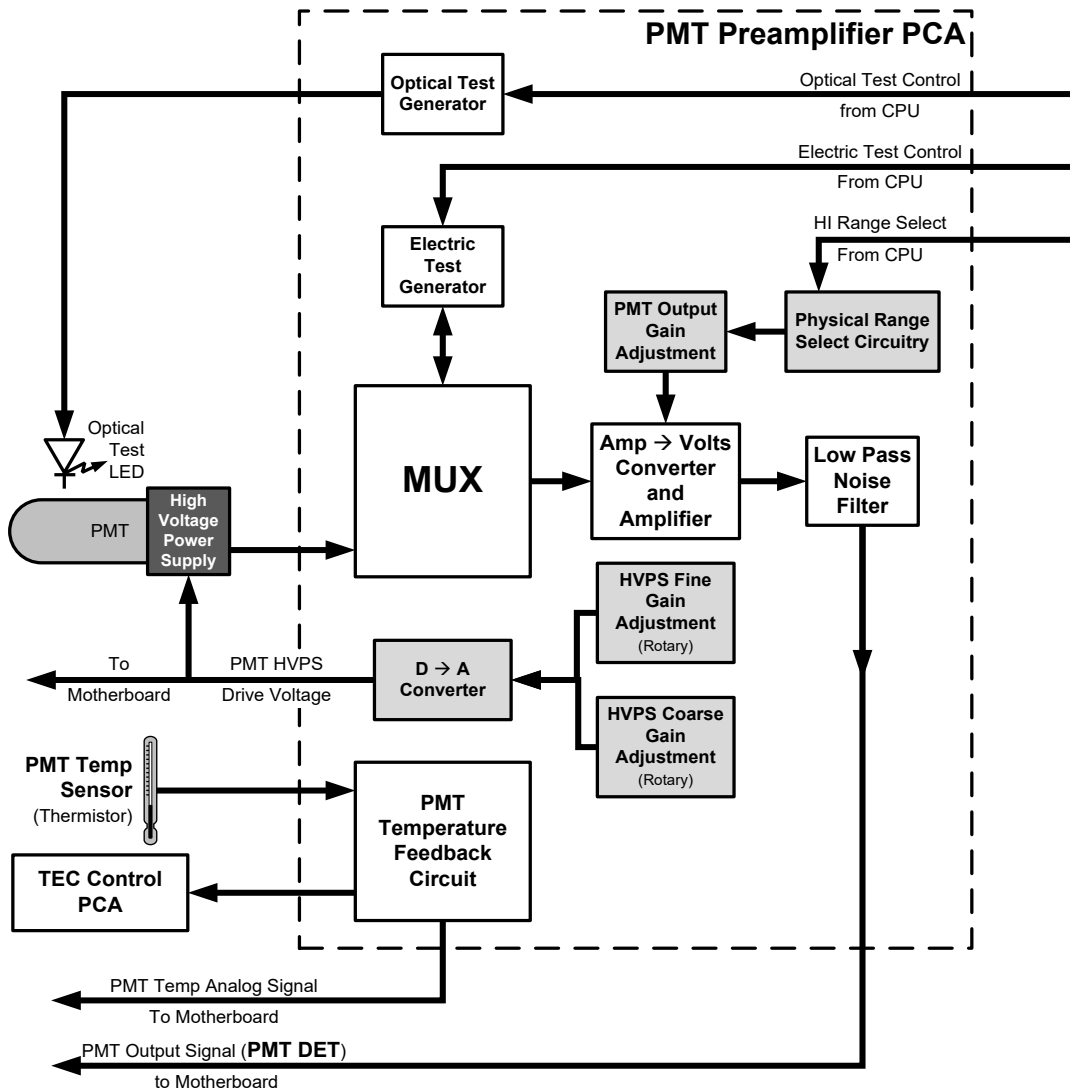 PMT Preamplifier PCA
Optical Test
Generator
Optical Test Control
from CPU
Electric Test Control
From CPU
HI Range Select
From CPU
Electric
Test
Generator
PMT Output
Gain
Adjustment
Physical Range
Select Circuitry
Optical
Test
LED
MUX
Amp → Volts
Converter
and
Amplifier
Low Pass
Noise
Filter
PMT
High
Voltage
Power
Supply
HVPS Fine
Gain
Adjustment
(Rotary)
To
Motherboard
PMT HVPS
Drive Voltage
D → A
Converter
HVPS Coarse
Gain
Adjustment
(Rotary)
PMT Temp
Sensor
(Thermistor)
PMT
Temperature
Feedback
Circuit
TEC Control
PCA
PMT Temp Analog Signal
To Motherboard
PMT Output Signal (PMT DET)
to Motherboard